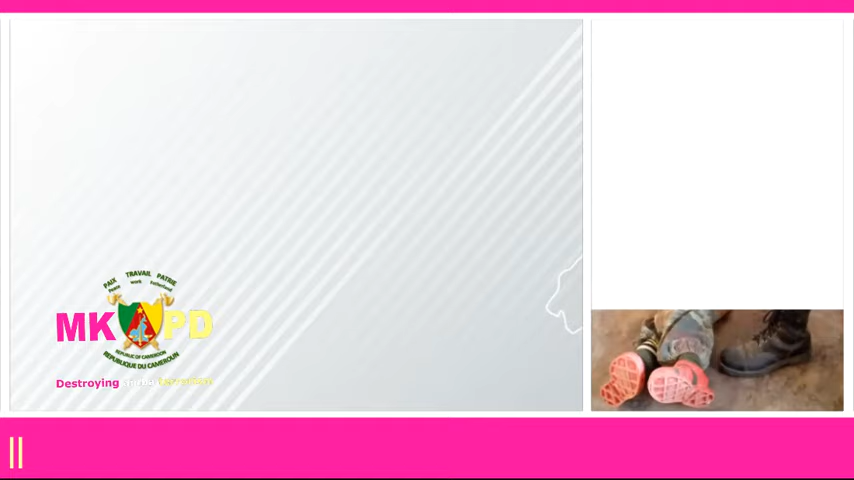 PAIX TRAVAIL PATRIE
Peace work Fatherland
MK PD
REPUBLIC OF CAMEROON
REPUBLIQUE DU CAMEROUN
Destroying